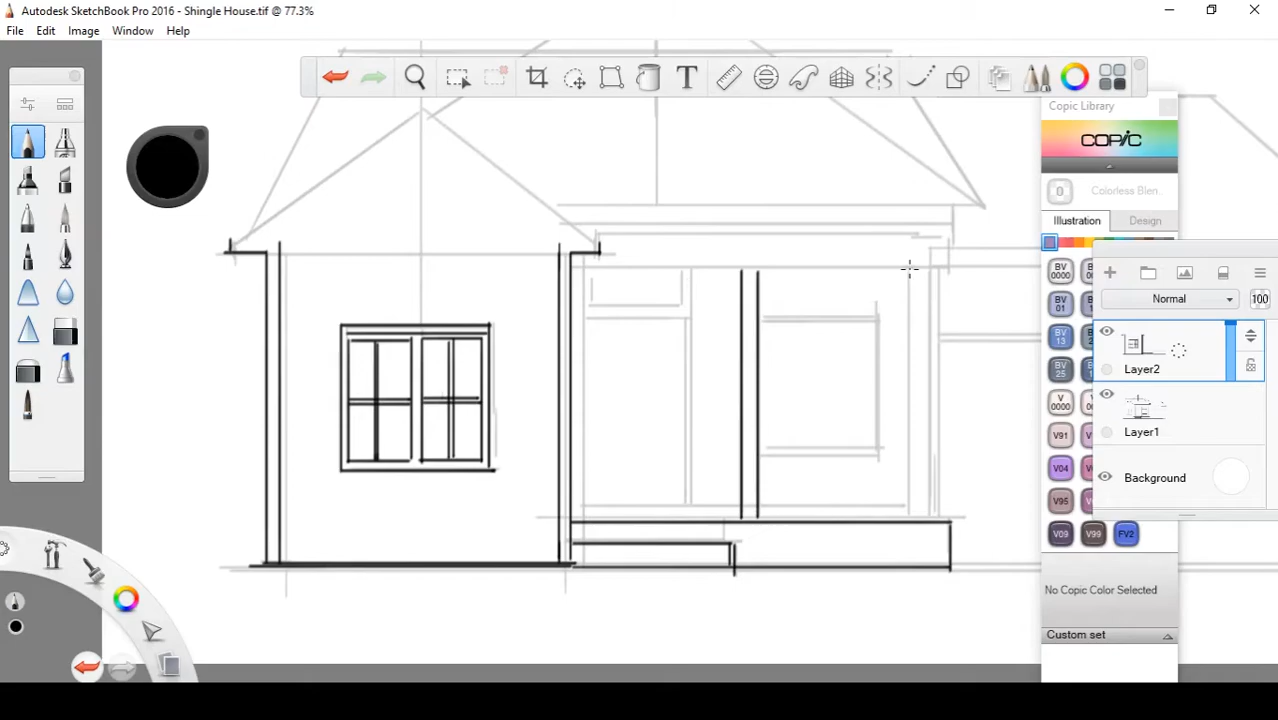 Autodesk SketchBook Pro 2016 - Shingle House.tif @ 77.3%
File Edit Image Window Help
T
Copic Library
COPIC
0 Colorless Blen..
Illustration Design
BV 0000
BV 01
BV 13
BV 25
V 0000
V91
V04
V95
V09 V99 FV2
Normal 100
Layer2
Layer1
Background
No Copic Color Selected
Custom set